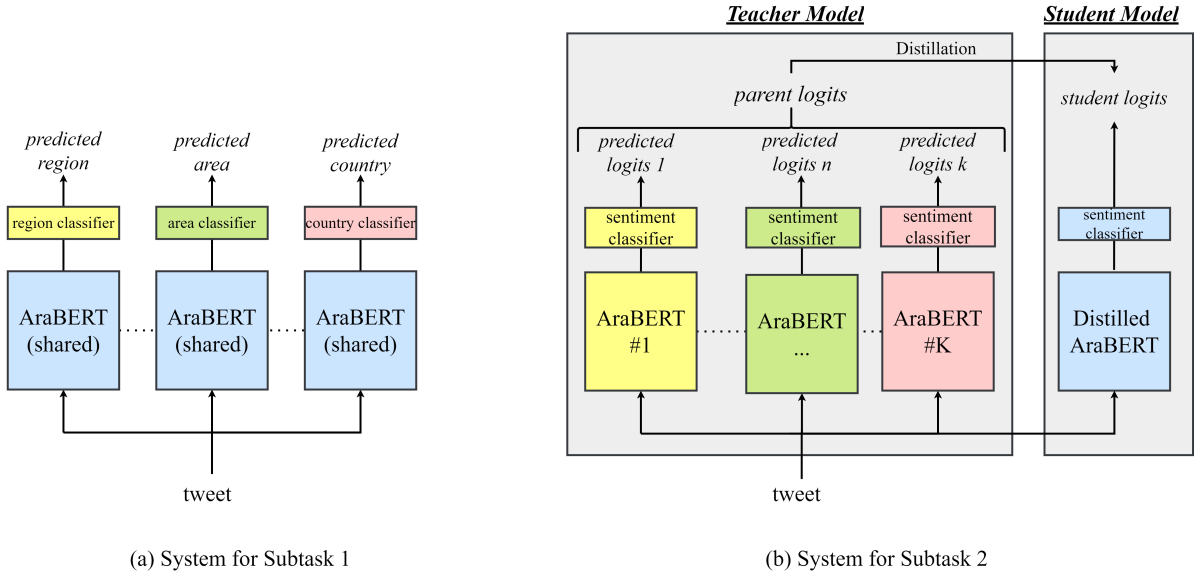 predicted
region
predicted
area
predicted
country
region classifier
area classifier
country classifier
AraBERT
(shared)
AraBERT
(shared)
AraBERT
(shared)
tweet
(a) System for Subtask 1
Teacher Model
Student Model
Distillation
parent logits
student logits
predicted
logits 1
predicted
logits n
predicted
logits k
sentiment
classifier
sentiment
classifier
sentiment
classifier
sentiment
classifier
AraBERT
#1
AraBERT
...
AraBERT
#K
Distilled
AraBERT
tweet
(b) System for Subtask 2